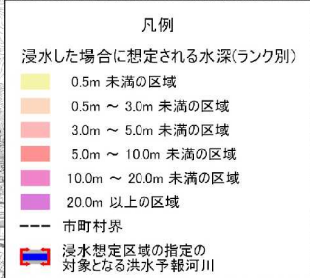 凡例
浸水した場合に想定される水深(ランク別)
0.5m 未満の区域
0.5m ～ 3.0m 未満の区域
3.0m ～ 5.0m 未満の区域
5.0m ～ 10.0m 未満の区域
10.0m ～ 20.0m 未満の区域
20.0m 以上の区域
市町村界
浸水想定区域の指定の
対象となる洪水予報河川